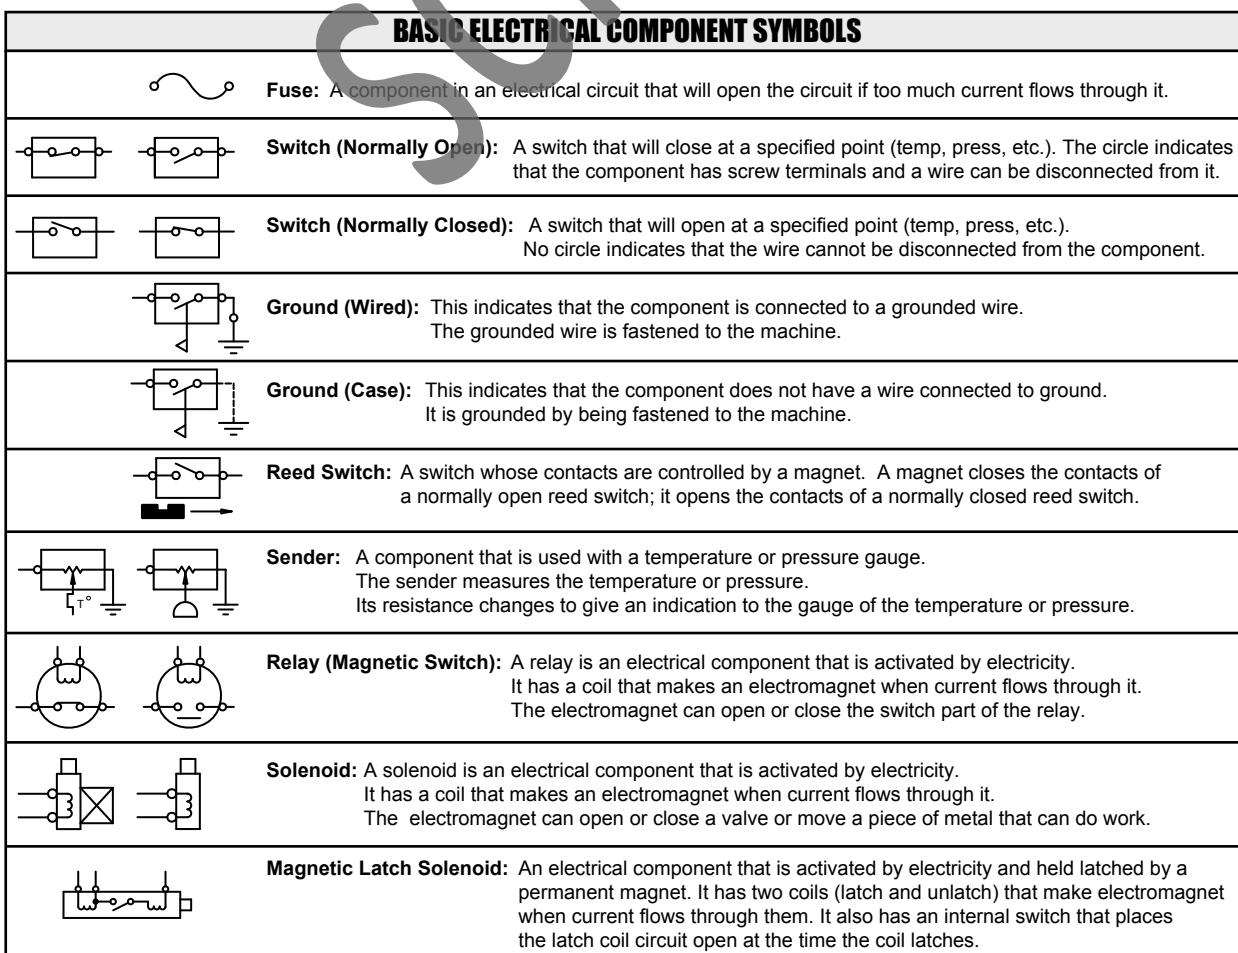 BASIC ELECTRICAL COMPONENT SYMBOLS
Fuse: A component in an electrical circuit that will open the circuit if too much current flows through it.
Switch (Normally Open): A switch that will close at a specified point (temp, press, etc.). The circle indicates
that the component has screw terminals and a wire can be disconnected from it.
Switch (Normally Closed): A switch that will open at a specified point (temp, press, etc.).
No circle indicates that the wire cannot be disconnected from the component.
Ground (Wired): This indicates that the component is connected to a grounded wire.
The grounded wire is fastened to the machine.
Ground (Case): This indicates that the component does not have a wire connected to ground.
It is grounded by being fastened to the machine.
Reed Switch: A switch whose contacts are controlled by a magnet. A magnet closes the contacts of
a normally open reed switch; it opens the contacts of a normally closed reed switch.
Sender: A component that is used with a temperature or pressure gauge.
The sender measures the temperature or pressure.
Its resistance changes to give an indication to the gauge of the temperature or pressure.
T°
Relay (Magnetic Switch): A relay is an electrical component that is activated by electricity.
It has a coil that makes an electromagnet when current flows through it.
The electromagnet can open or close the switch part of the relay.
Solenoid: A solenoid is an electrical component that is activated by electricity.
It has a coil that makes an electromagnet when current flows through it.
The electromagnet can open or close a valve or move a piece of metal that can do work.
Magnetic Latch Solenoid: An electrical component that is activated by electricity and held latched by a
permanent magnet. It has two coils (latch and unlatch) that make electromagnet
when current flows through them. It also has an internal switch that places
the latch coil circuit open at the time the coil latches.